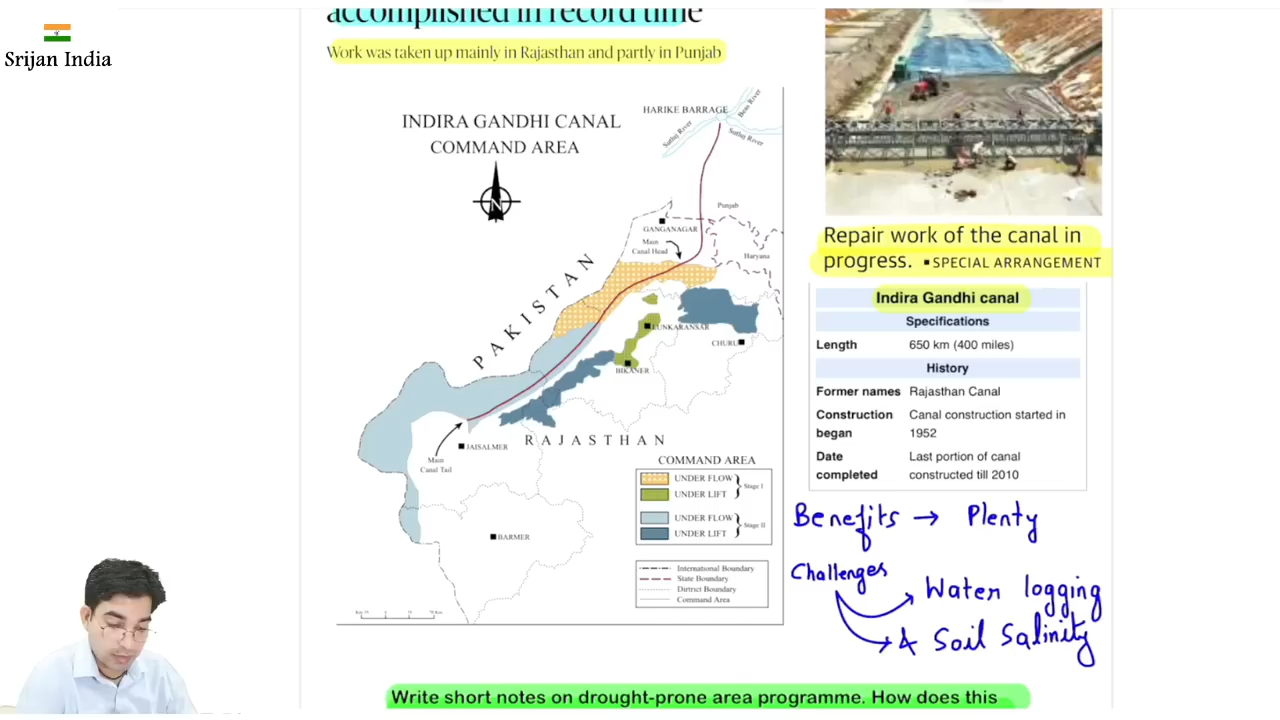 Srijan India
accomplished in record time
Work was taken up mainly in Rajasthan and partly in Punjab
INDIRA GANDHI CANAL
COMMAND AREA
N
HARIKE BARRAGE
Beas River
Sutluj River
Sutluj River
Punjab
GANGANAGAR
Main
Canal Head
Haryana
PAKISTAN
LUNKARANSAR
CHURU
BIKANER
RAJASTHAN
JAISALMER
Main
Canal Tail
BARMER
COMMAND AREA
UNDER FLOW
UNDER LIFT
Stage I
UNDER FLOW
UNDER LIFT
Stage II
International Boundary
State Boundary
District Boundary
Command Area
Repair work of the canal in
progress. ▪ SPECIAL ARRANGEMENT
Indira Gandhi canal
Specifications
Length 650 km (400 miles)
History
Former names Rajasthan Canal
Construction began Canal construction started in
1952
Date completed Last portion of canal
constructed till 2010
Benefits → Plenty
Challenges
Water logging
& Soil Salinity
Write short notes on drought-prone area programme. How does this